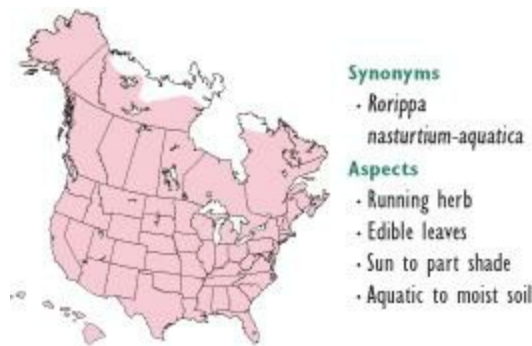 Synonyms
· Rorippa
nasturtium-aquatica
Aspects
· Running herb
· Edible leaves
· Sun to part shade
· Aquatic to moist soil